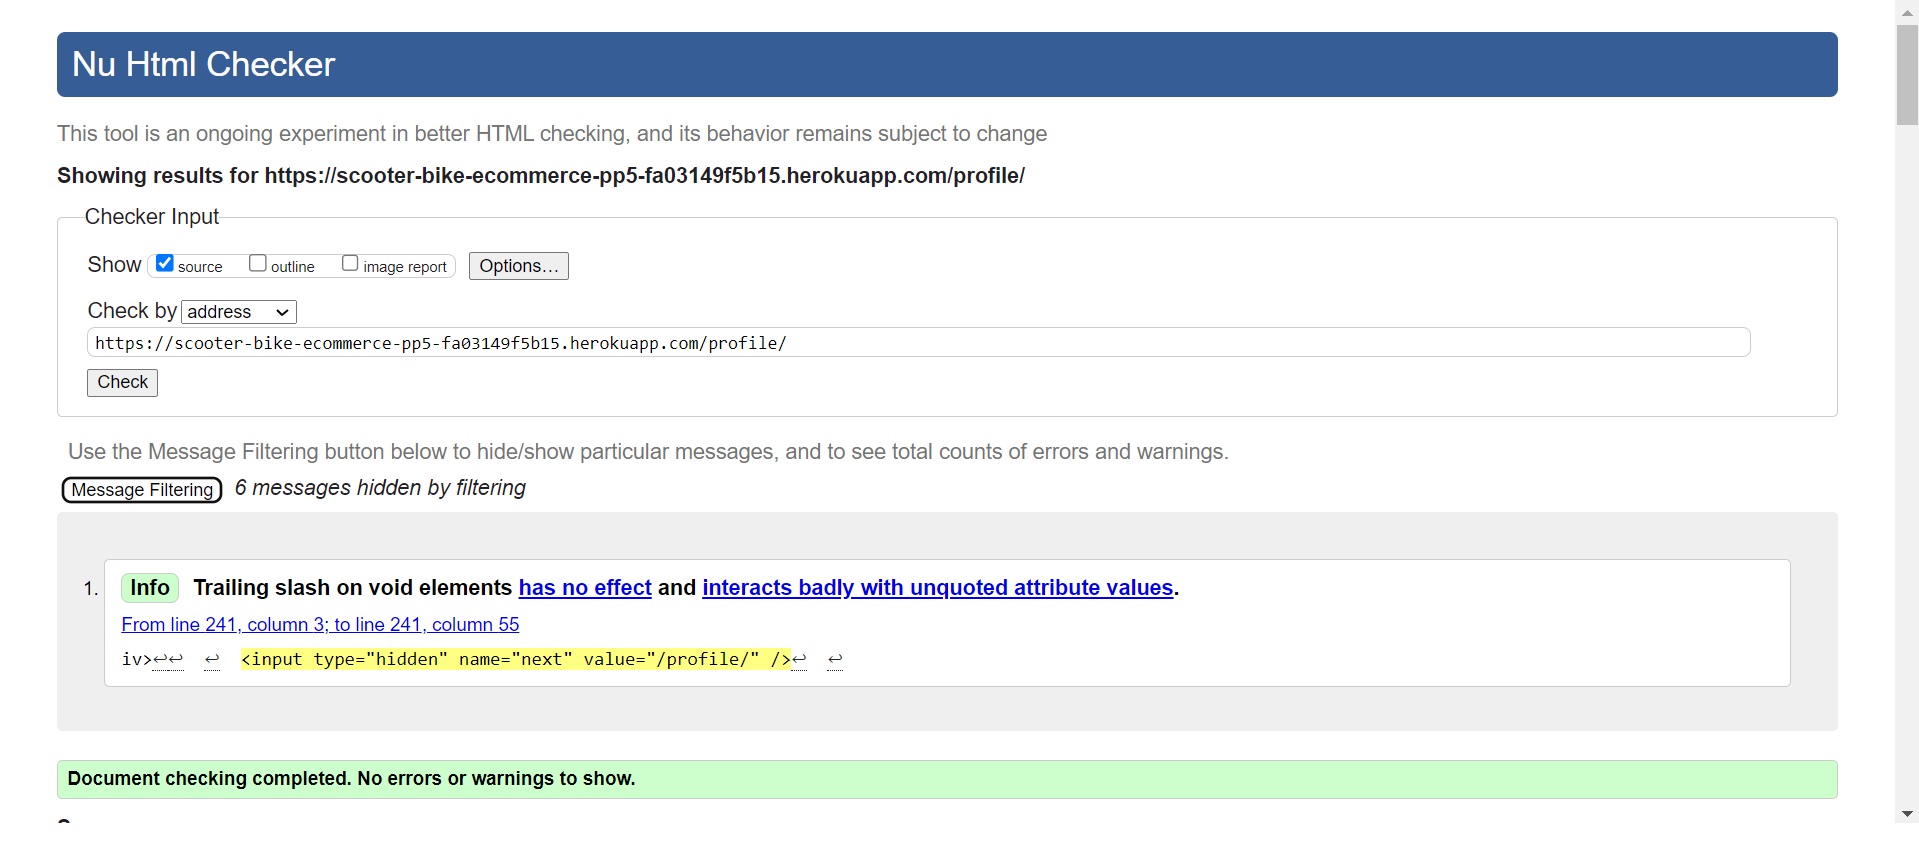 Nu Html Checker
This tool is an ongoing experiment in better HTML checking, and its behavior remains subject to change
Showing results for https://scooter-bike-ecommerce-pp5-fa03149f5b15.herokuapp.com/profile/
Checker Input
Show source outline image report Options…
Check by address
https://scooter-bike-ecommerce-pp5-fa03149f5b15.herokuapp.com/profile/
Check
Use the Message Filtering button below to hide/show particular messages, and to see total counts of errors and warnings.
Message Filtering 6 messages hidden by filtering
1. Info Trailing slash on void elements has no effect and interacts badly with unquoted attribute values.
From line 241, column 3; to line 241, column 55
iv>↩↩ ↩ <input type="hidden" name="next" value="/profile/" />↩ ↩
Document checking completed. No errors or warnings to show.